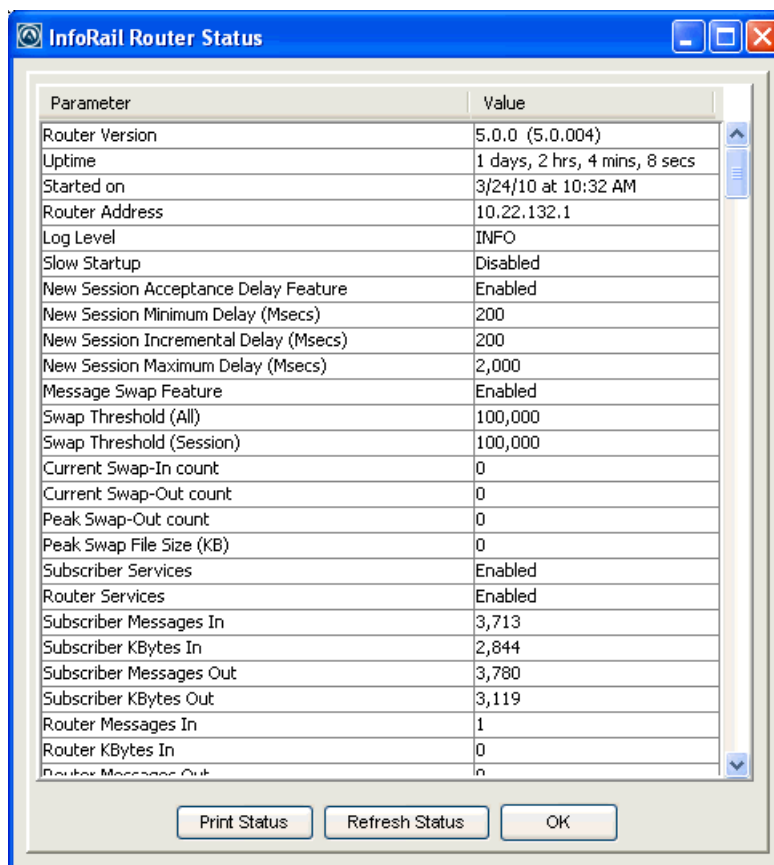 InfoRail Router Status
Parameter Value
Router Version 5.0.0 (5.0.004)
Uptime 1 days, 2 hrs, 4 mins, 8 secs
Started on 3/24/10 at 10:32 AM
Router Address 10.22.132.1
Log Level INFO
Slow Startup Disabled
New Session Acceptance Delay Feature Enabled
New Session Minimum Delay (Msecs) 200
New Session Incremental Delay (Msecs) 200
New Session Maximum Delay (Msecs) 2,000
Message Swap Feature Enabled
Swap Threshold (All) 100,000
Swap Threshold (Session) 100,000
Current Swap-In count 0
Current Swap-Out count 0
Peak Swap-Out count 0
Peak Swap File Size (KB) 0
Subscriber Services Enabled
Router Services Enabled
Subscriber Messages In 3,713
Subscriber KBytes In 2,844
Subscriber Messages Out 3,780
Subscriber KBytes Out 3,119
Router Messages In 1
Router KBytes In 0
Router Messages Out 0
Print Status Refresh Status OK